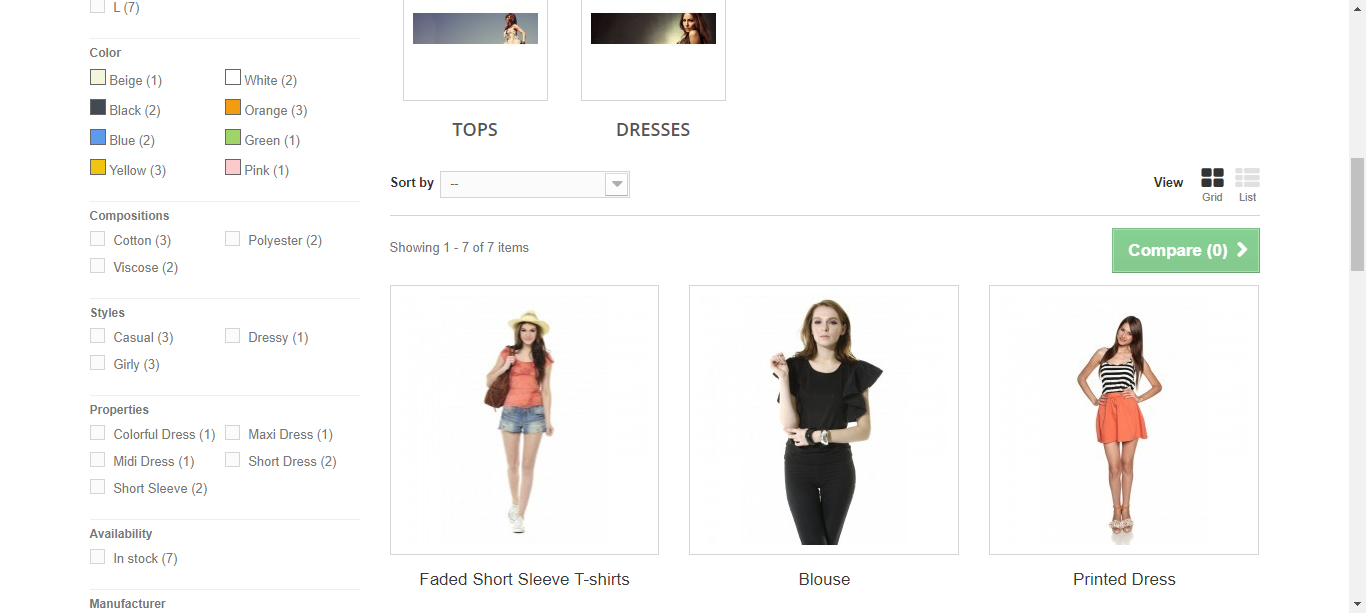 L (7)
Color
Beige (1) White (2)
Black (2) Orange (3)
Blue (2) Green (1)
Yellow (3) Pink (1)
Compositions
Cotton (3) Polyester (2)
Viscose (2)
Styles
Casual (3) Dressy (1)
Girly (3)
Properties
Colorful Dress (1) Maxi Dress (1)
Midi Dress (1) Short Dress (2)
Short Sleeve (2)
Availability
In stock (7)
Manufacturer
TOPS DRESSES
Sort by -- View Grid List
Showing 1 - 7 of 7 items Compare (0)
Faded Short Sleeve T-shirts Blouse Printed Dress